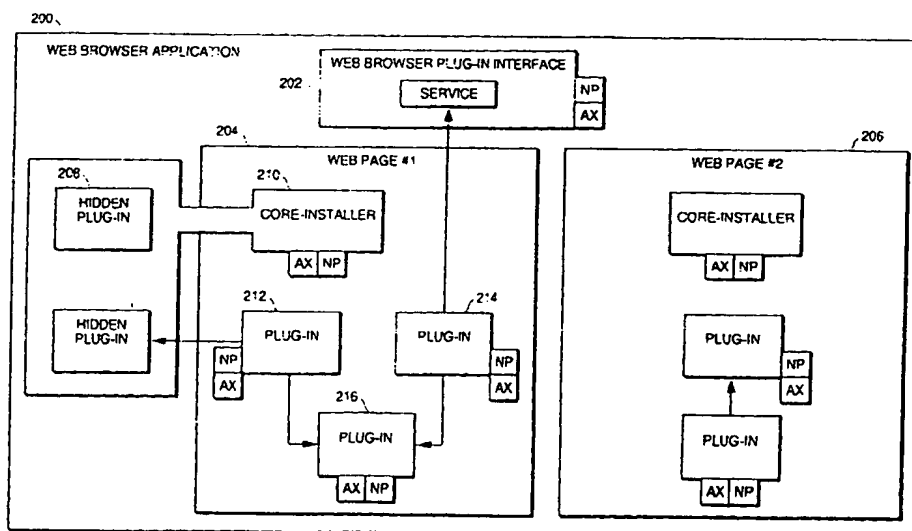 200
WEB BROWSER APPLICATION
WEB BROWSER PLUG-IN INTERFACE
202
SERVICE
NP
AX
204
WEB PAGE #1
206
WEB PAGE #2
208
HIDDEN
PLUG-IN
210
CORE-INSTALLER
AX NP
CORE-INSTALLER
AX NP
HIDDEN
PLUG-IN
212
PLUG-IN
NP
AX
214
PLUG-IN
NP
AX
PLUG-IN
NP
AX
216
PLUG-IN
AX NP
PLUG-IN
AX NP